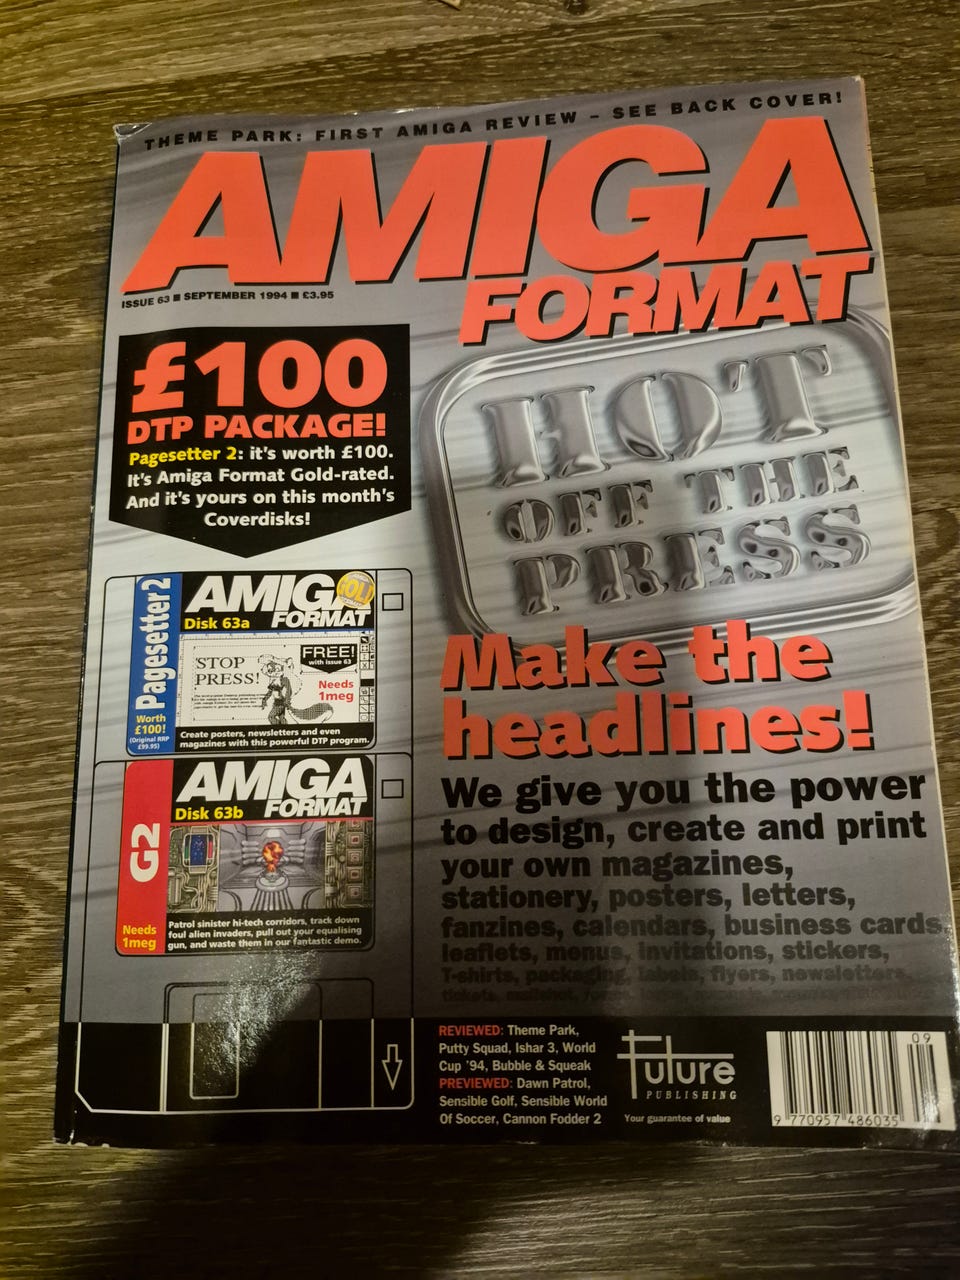 THEME PARK: FIRST AMIGA REVIEW – SEE BACK COVER!
AMIGA
FORMAT
ISSUE 63 ■ SEPTEMBER 1994 ■ £3.95
£100
DTP PACKAGE!
Pagesetter 2: it's worth £100.
It's Amiga Format Gold-rated.
And it's yours on this month's
Coverdisks!
HOT
OFF THE
PRESS
Pagesetter 2
Worth
£100!
(Original RRP
£99.95)
AMIGA
FORMAT
GOLD
Disk 63a
STOP
PRESS!
FREE!
with issue 63
Needs
1meg
Create posters, newsletters and even
magazines with this powerful DTP program.
G2
Needs
1meg
AMIGA
FORMAT
Disk 63b
Patrol sinister hi-tech corridors, track down
foul alien invaders, pull out your equalising
gun, and waste them in our fantastic demo.
Make the
headlines!
We give you the power
to design, create and print
your own magazines,
stationery, posters, letters,
fanzines, calendars, business cards,
leaflets, menus, invitations, stickers,
T-shirts, packaging, labels, flyers, newsletters,
tickets, mailshot,
REVIEWED: Theme Park,
Putty Squad, Ishar 3, World
Cup '94, Bubble & Squeak
PREVIEWED: Dawn Patrol,
Sensible Golf, Sensible World
Of Soccer, Cannon Fodder 2
Future
PUBLISHING
Your guarantee of value
09
9 770957 486035